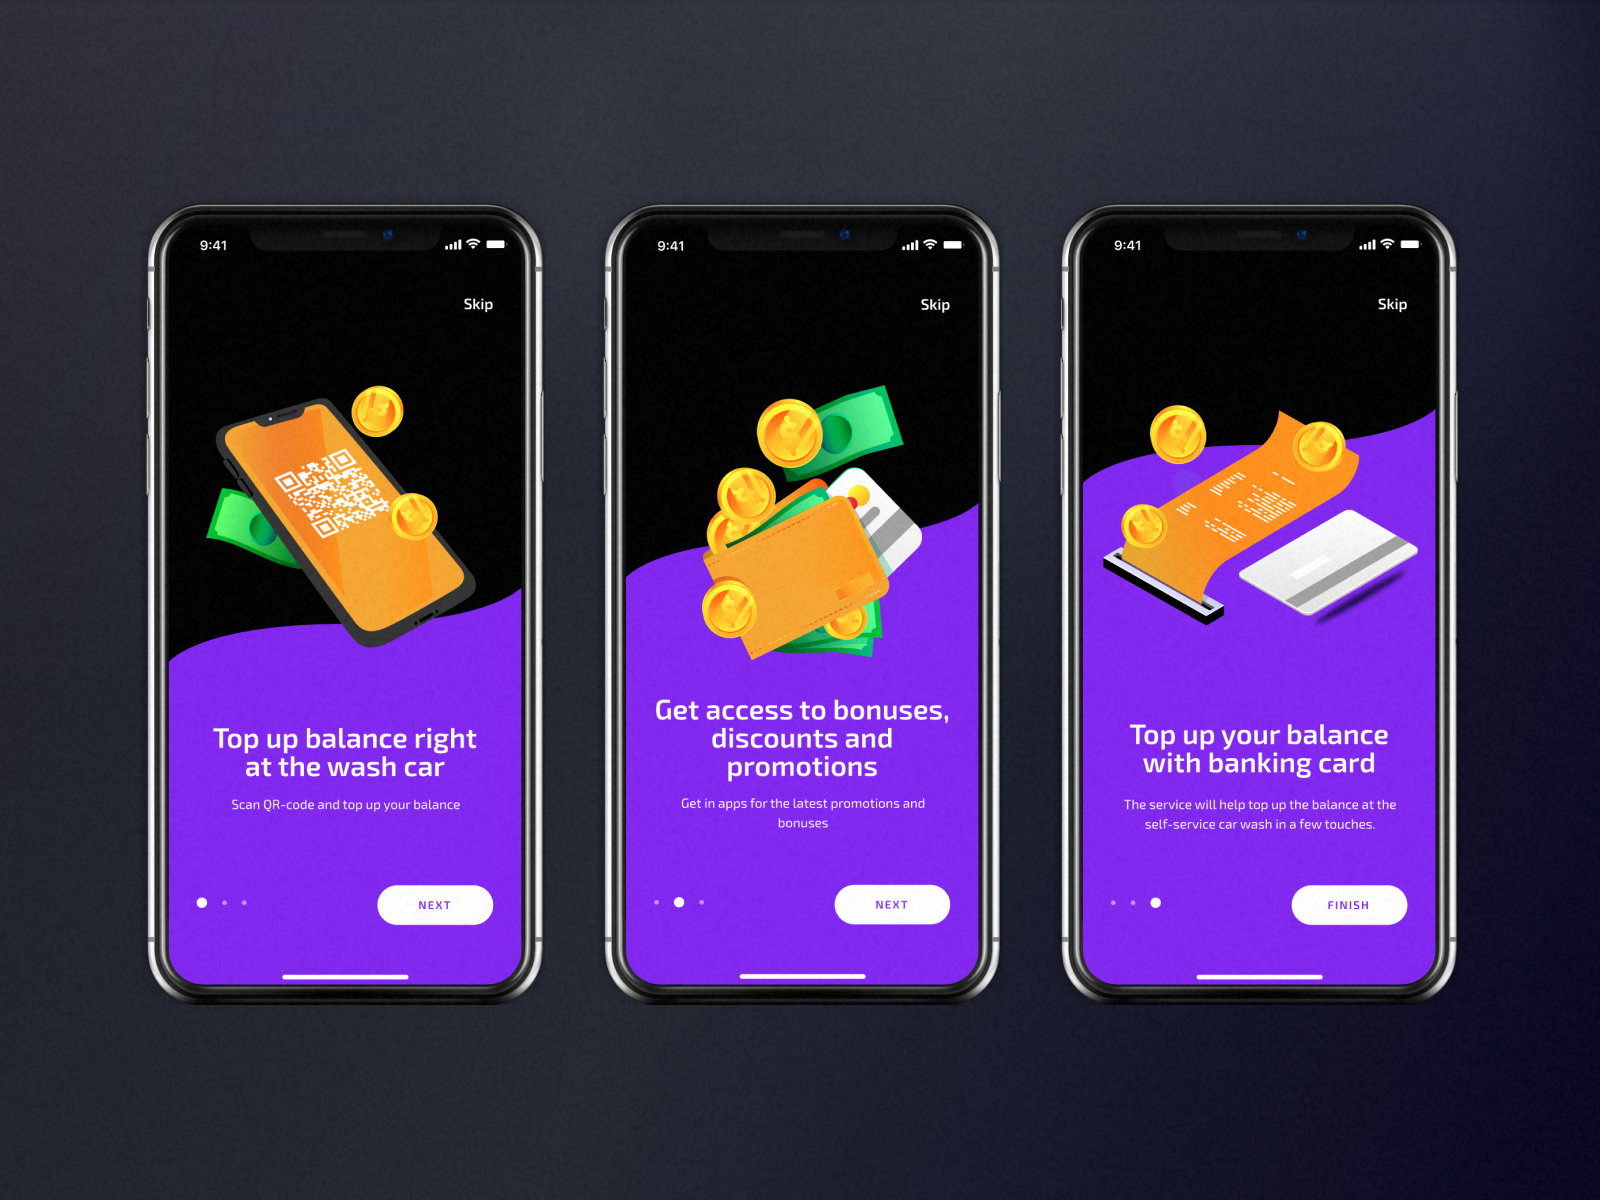 9:41
Skip
Top up balance right
at the wash car
Scan QR-code and top up your balance
NEXT
9:41
Skip
Get access to bonuses,
discounts and
promotions
Get in apps for the latest promotions and
bonuses
NEXT
9:41
Skip
Top up your balance
with banking card
The service will help top up the balance at the
self-service car wash in a few touches.
FINISH